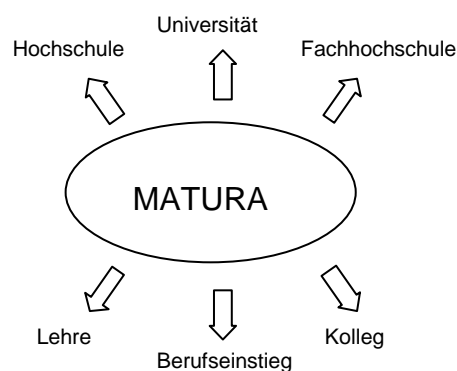 Universität
Hochschule
Fachhochschule
MATURA
Lehre
Kolleg
Berufseinstieg